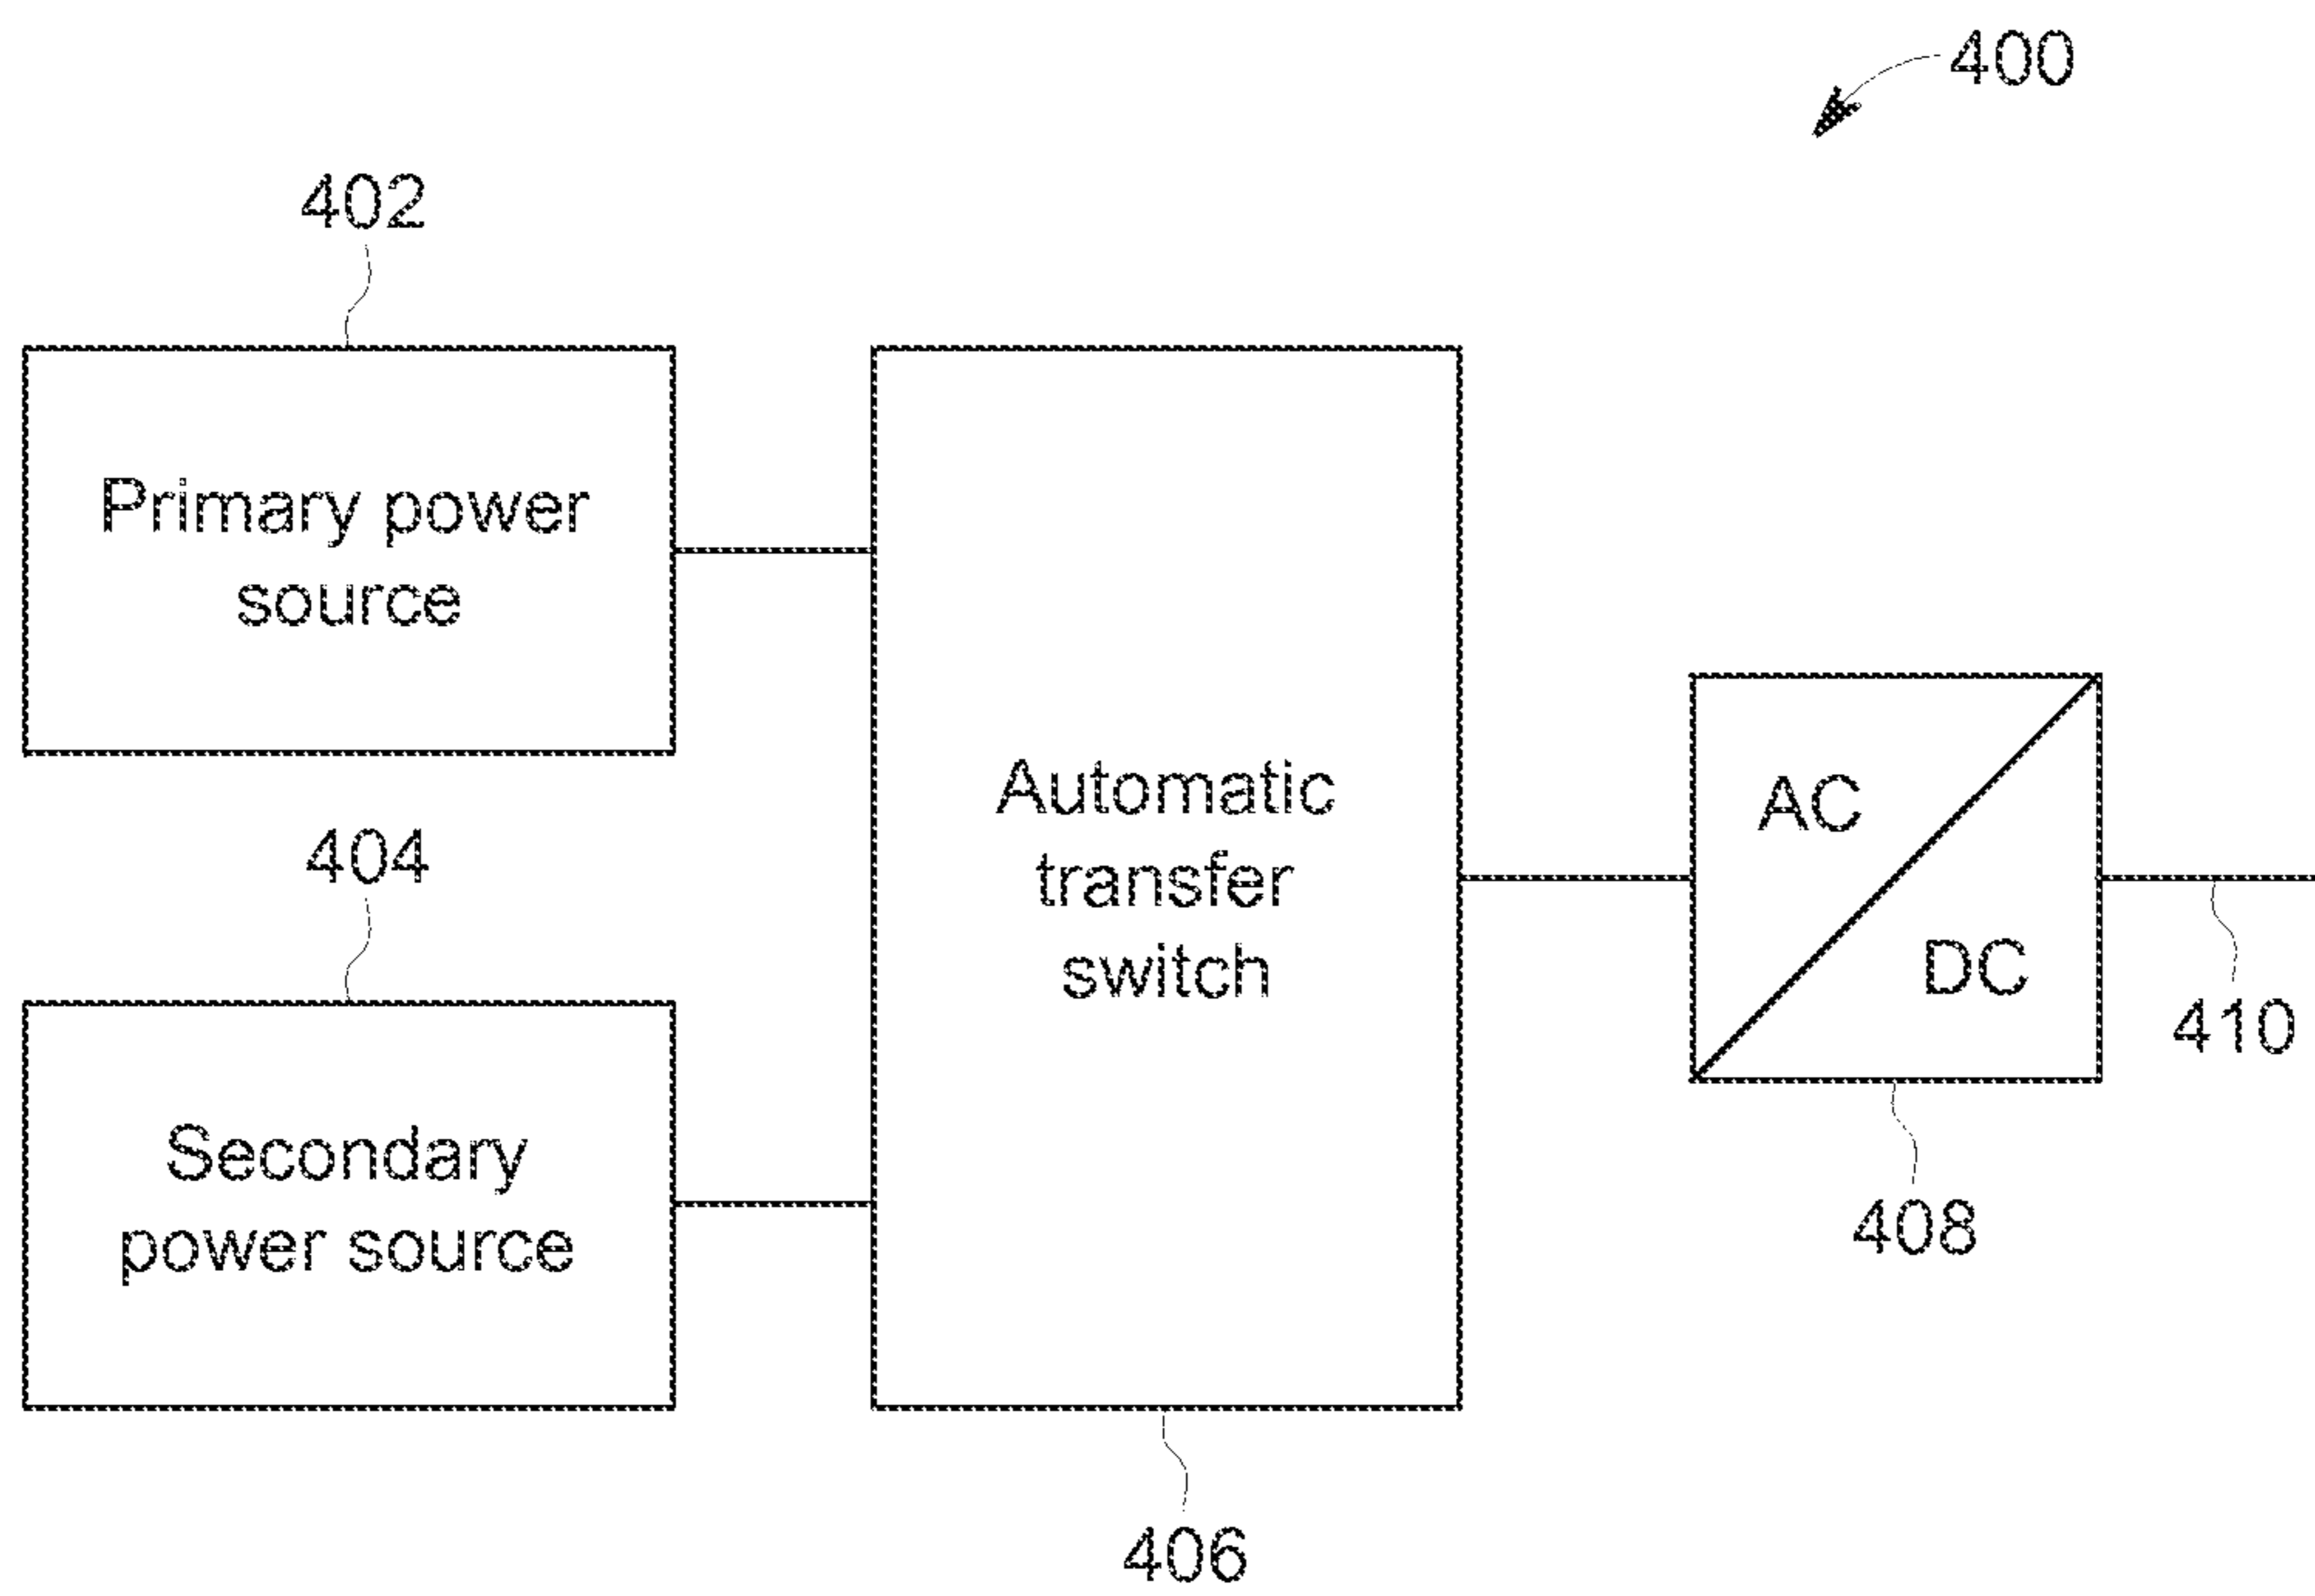 400
402
Primary power
source
404
Secondary
power source
Automatic
transfer
switch
406
AC
DC
408
410